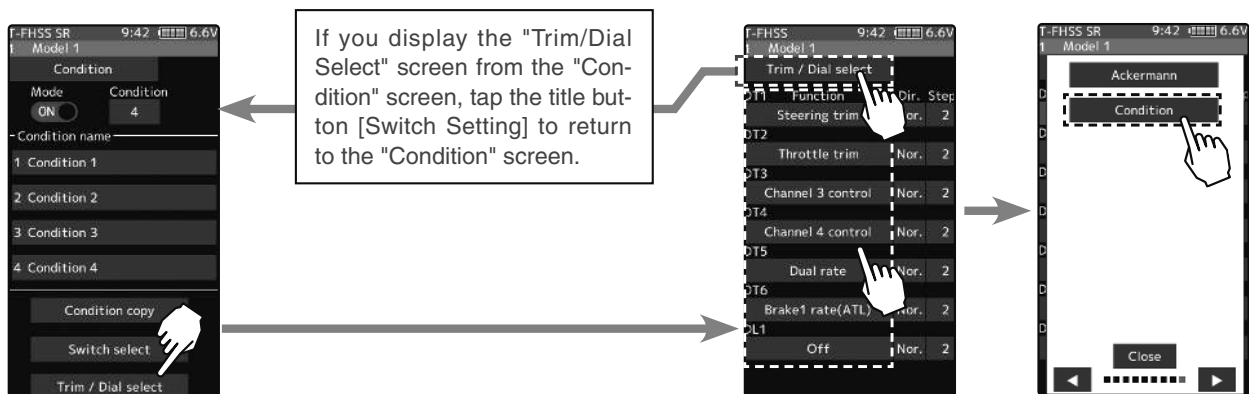 T-FHSS SR 9:42 6.6V
1 Model 1
Condition
Mode Condition
ON 4
Condition name
1 Condition 1
2 Condition 2
3 Condition 3
4 Condition 4
Condition copy
Switch select
Trim / Dial select
If you display the "Trim/Dial
Select" screen from the "Con-
dition" screen, tap the title but-
ton [Switch Setting] to return
to the "Condition" screen.
T-FHSS 9:42 6.6V
1 Model 1
Trim / Dial select
DT1 Function Dir. Step
Steering trim Nor. 2
DT2
Throttle trim Nor. 2
DT3
Channel 3 control Nor. 2
DT4
Channel 4 control Nor. 2
DT5
Dual rate Nor. 2
DT6
Brake1 rate(ATL) Nor. 2
DL1
Off Nor. 2
T-FHSS SR 9:42 6.6V
1 Model 1
Ackermann
D
Condition
D
D
D
D
D
D
Close